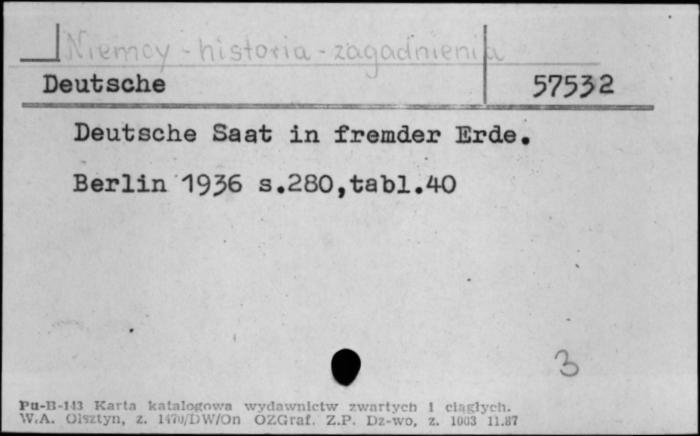 Niemcy - historia - zagadnienia
Deutsche 57532
Deutsche Saat in fremder Erde.
Berlin 1936 s.280,tabl.40
3
Pu-B-143 Karta katalogowa wydawnictw zwartych i ciągłych.
W.A. Olsztyn, z. 1470/DW/On OZGraf. Z.P. Dz-wo, z. 1003 11.87